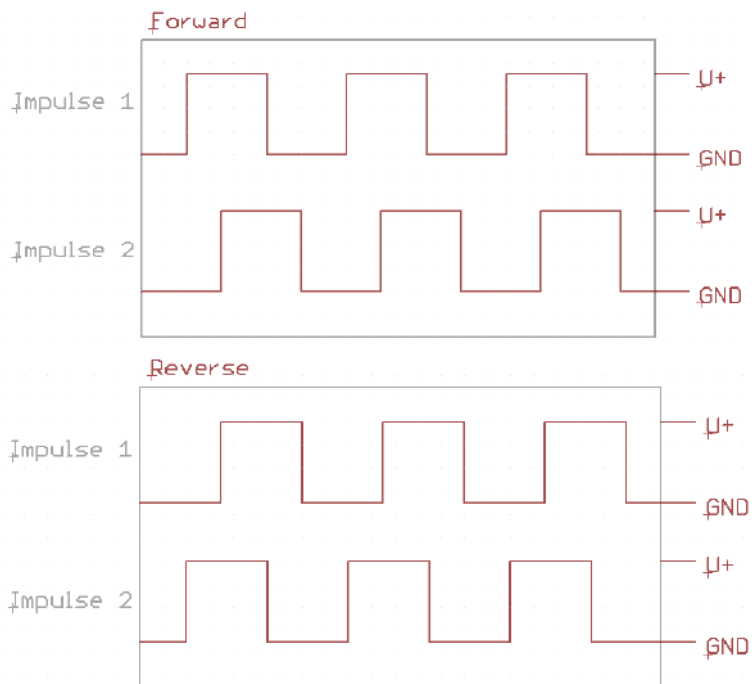 Forward
Impulse 1
U+
GND
Impulse 2
U+
GND
Reverse
Impulse 1
U+
GND
Impulse 2
U+
GND